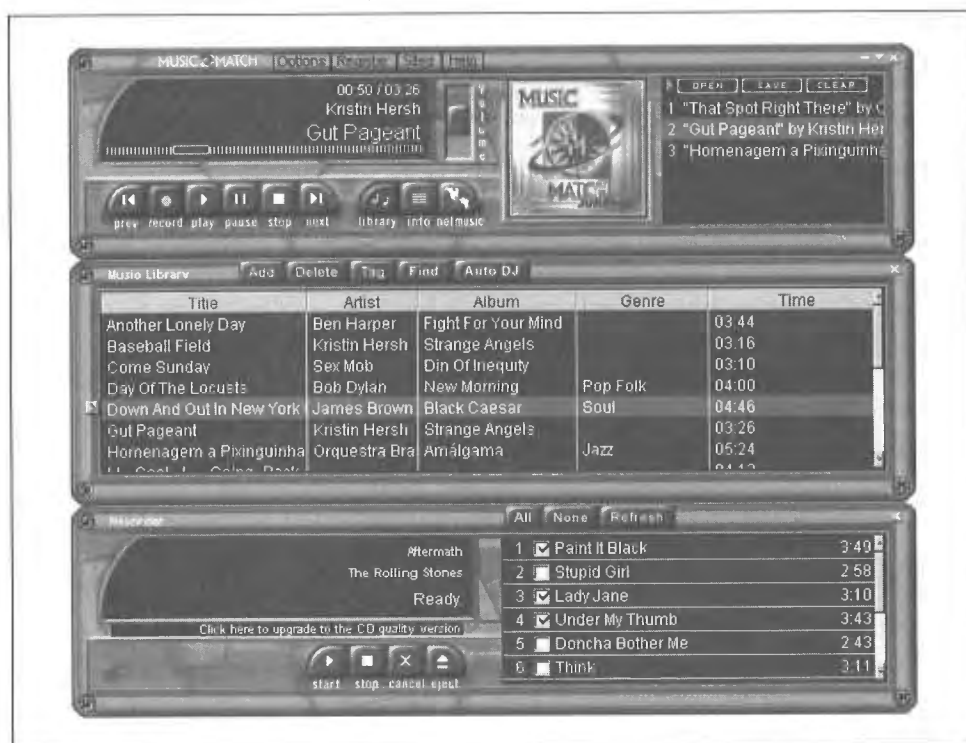 MUSIC MATCH Options Register Sites Help
00:50 / 03:26
Kristin Hersh
Gut Pageant
Volume
prev record play pause stop next library info netmusic
MUSIC
MATCH
OPEN SAVE CLEAR
1 "That Spot Right There" by C
2 "Gut Pageant" by Kristin Her
3 "Homenagem a Pixinguinha
Music Library Add Delete Tag Find Auto DJ
Title Artist Album Genre Time
Another Lonely Day Ben Harper Fight For Your Mind 03:44
Baseball Field Kristin Hersh Strange Angels 03:16
Come Sunday Sex Mob Din Of Inequity 03:10
Day Of The Locusts Bob Dylan New Morning Pop Folk 04:00
Down And Out In New York James Brown Black Caesar Soul 04:46
Gut Pageant Kristin Hersh Strange Angels 03:26
Homenagem a Pixinguinha Orquestra Bra Amálgama Jazz 05:24
Recorder All None Refresh
Aftermath
The Rolling Stones
Ready
Click here to upgrade to the CD quality version
start stop cancel eject
1 Paint It Black 3:49
2 Stupid Girl 2:58
3 Lady Jane 3:10
4 Under My Thumb 3:43
5 Doncha Bother Me 2:43
6 Think 3:11